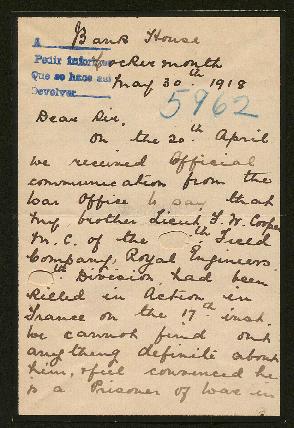 Bank House
A
Pedir informes
Que se hace au
Devolver
Cockermouth
May 30th 1918
5962
Dear Sir,
On the 20th April
we received Official
communication from the
War Office to say that
my brother Lieut F. W. Cooper
M.C. of the th Field
Company, Royal Engineers
th Division had been
Killed in Action in
France on the 17th inst.
We cannot find out
anything definite about
him, & feel convinced he
is a Prisoner of War in